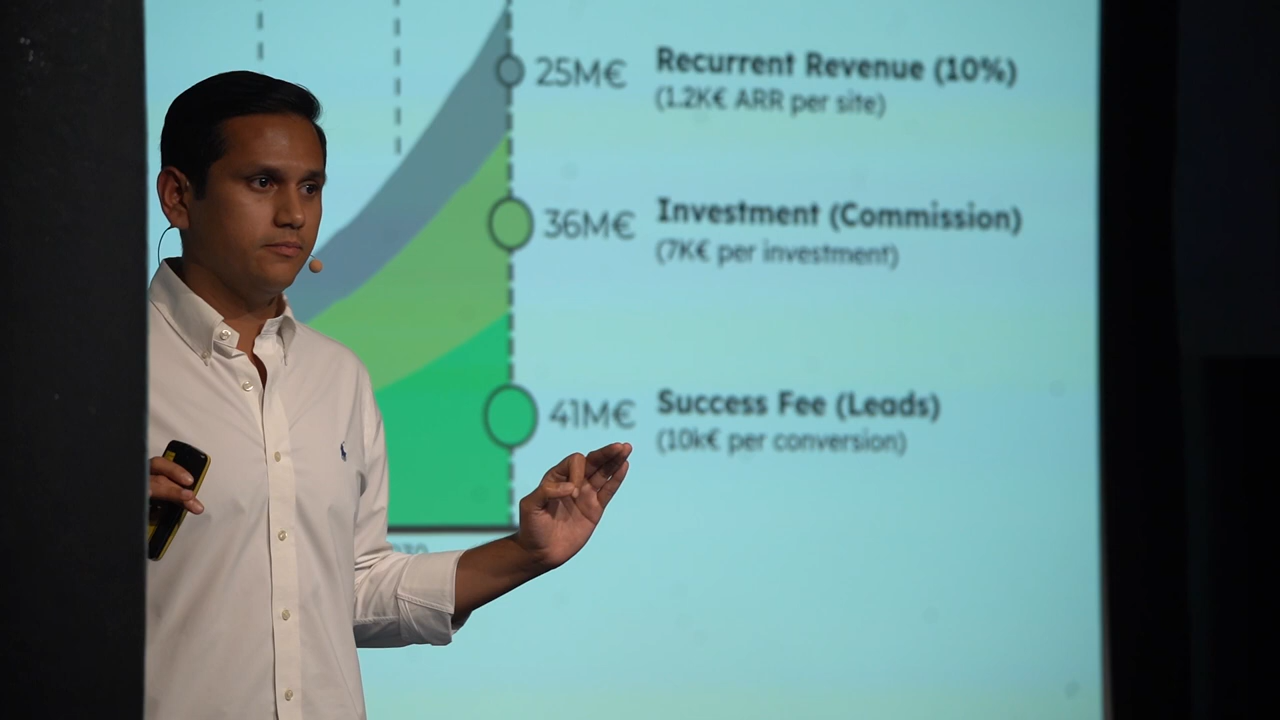 25M€
Recurrent Revenue (10%)
(1.2K€ ARR per site)
36M€
Investment (Commission)
(7K€ per investment)
41M€
Success Fee (Leads)
(10k€ per conversion)